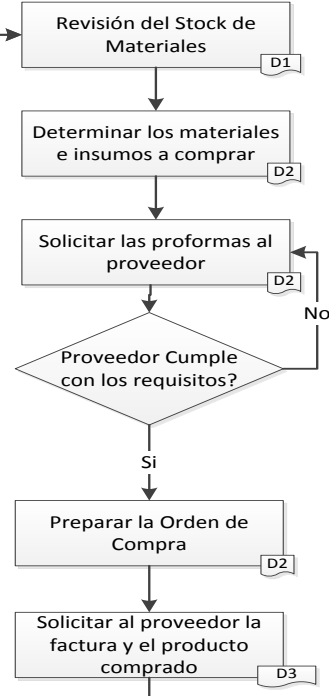 Revisión del Stock de
Materiales
D1
Determinar los materiales
e insumos a comprar
D2
Solicitar las proformas al
proveedor
D2
No
Proveedor Cumple
con los requisitos?
Si
Preparar la Orden de
Compra
D2
Solicitar al proveedor la
factura y el producto
comprado
D3